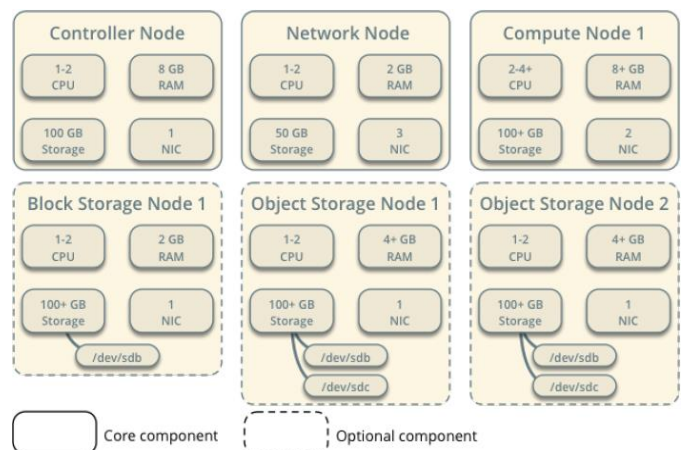 Controller Node
1-2
CPU
8 GB
RAM
100 GB
Storage
1
NIC
Network Node
1-2
CPU
2 GB
RAM
50 GB
Storage
3
NIC
Compute Node 1
2-4+
CPU
8+ GB
RAM
100+ GB
Storage
2
NIC
Block Storage Node 1
1-2
CPU
2 GB
RAM
100+ GB
Storage
1
NIC
/dev/sdb
Object Storage Node 1
1-2
CPU
4+ GB
RAM
100+ GB
Storage
1
NIC
/dev/sdb
/dev/sdc
Object Storage Node 2
1-2
CPU
4+ GB
RAM
100+ GB
Storage
1
NIC
/dev/sdb
/dev/sdc
Core component
Optional component